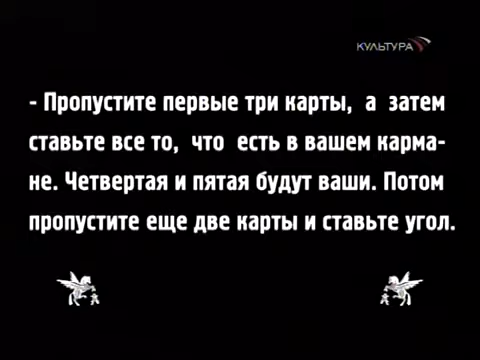 КУЛЬТУРА
- Пропустите первые три карты, а затем
ставьте все то, что есть в вашем карма-
не. Четвертая и пятая будут ваши. Потом
пропустите еще две карты и ставьте угол.